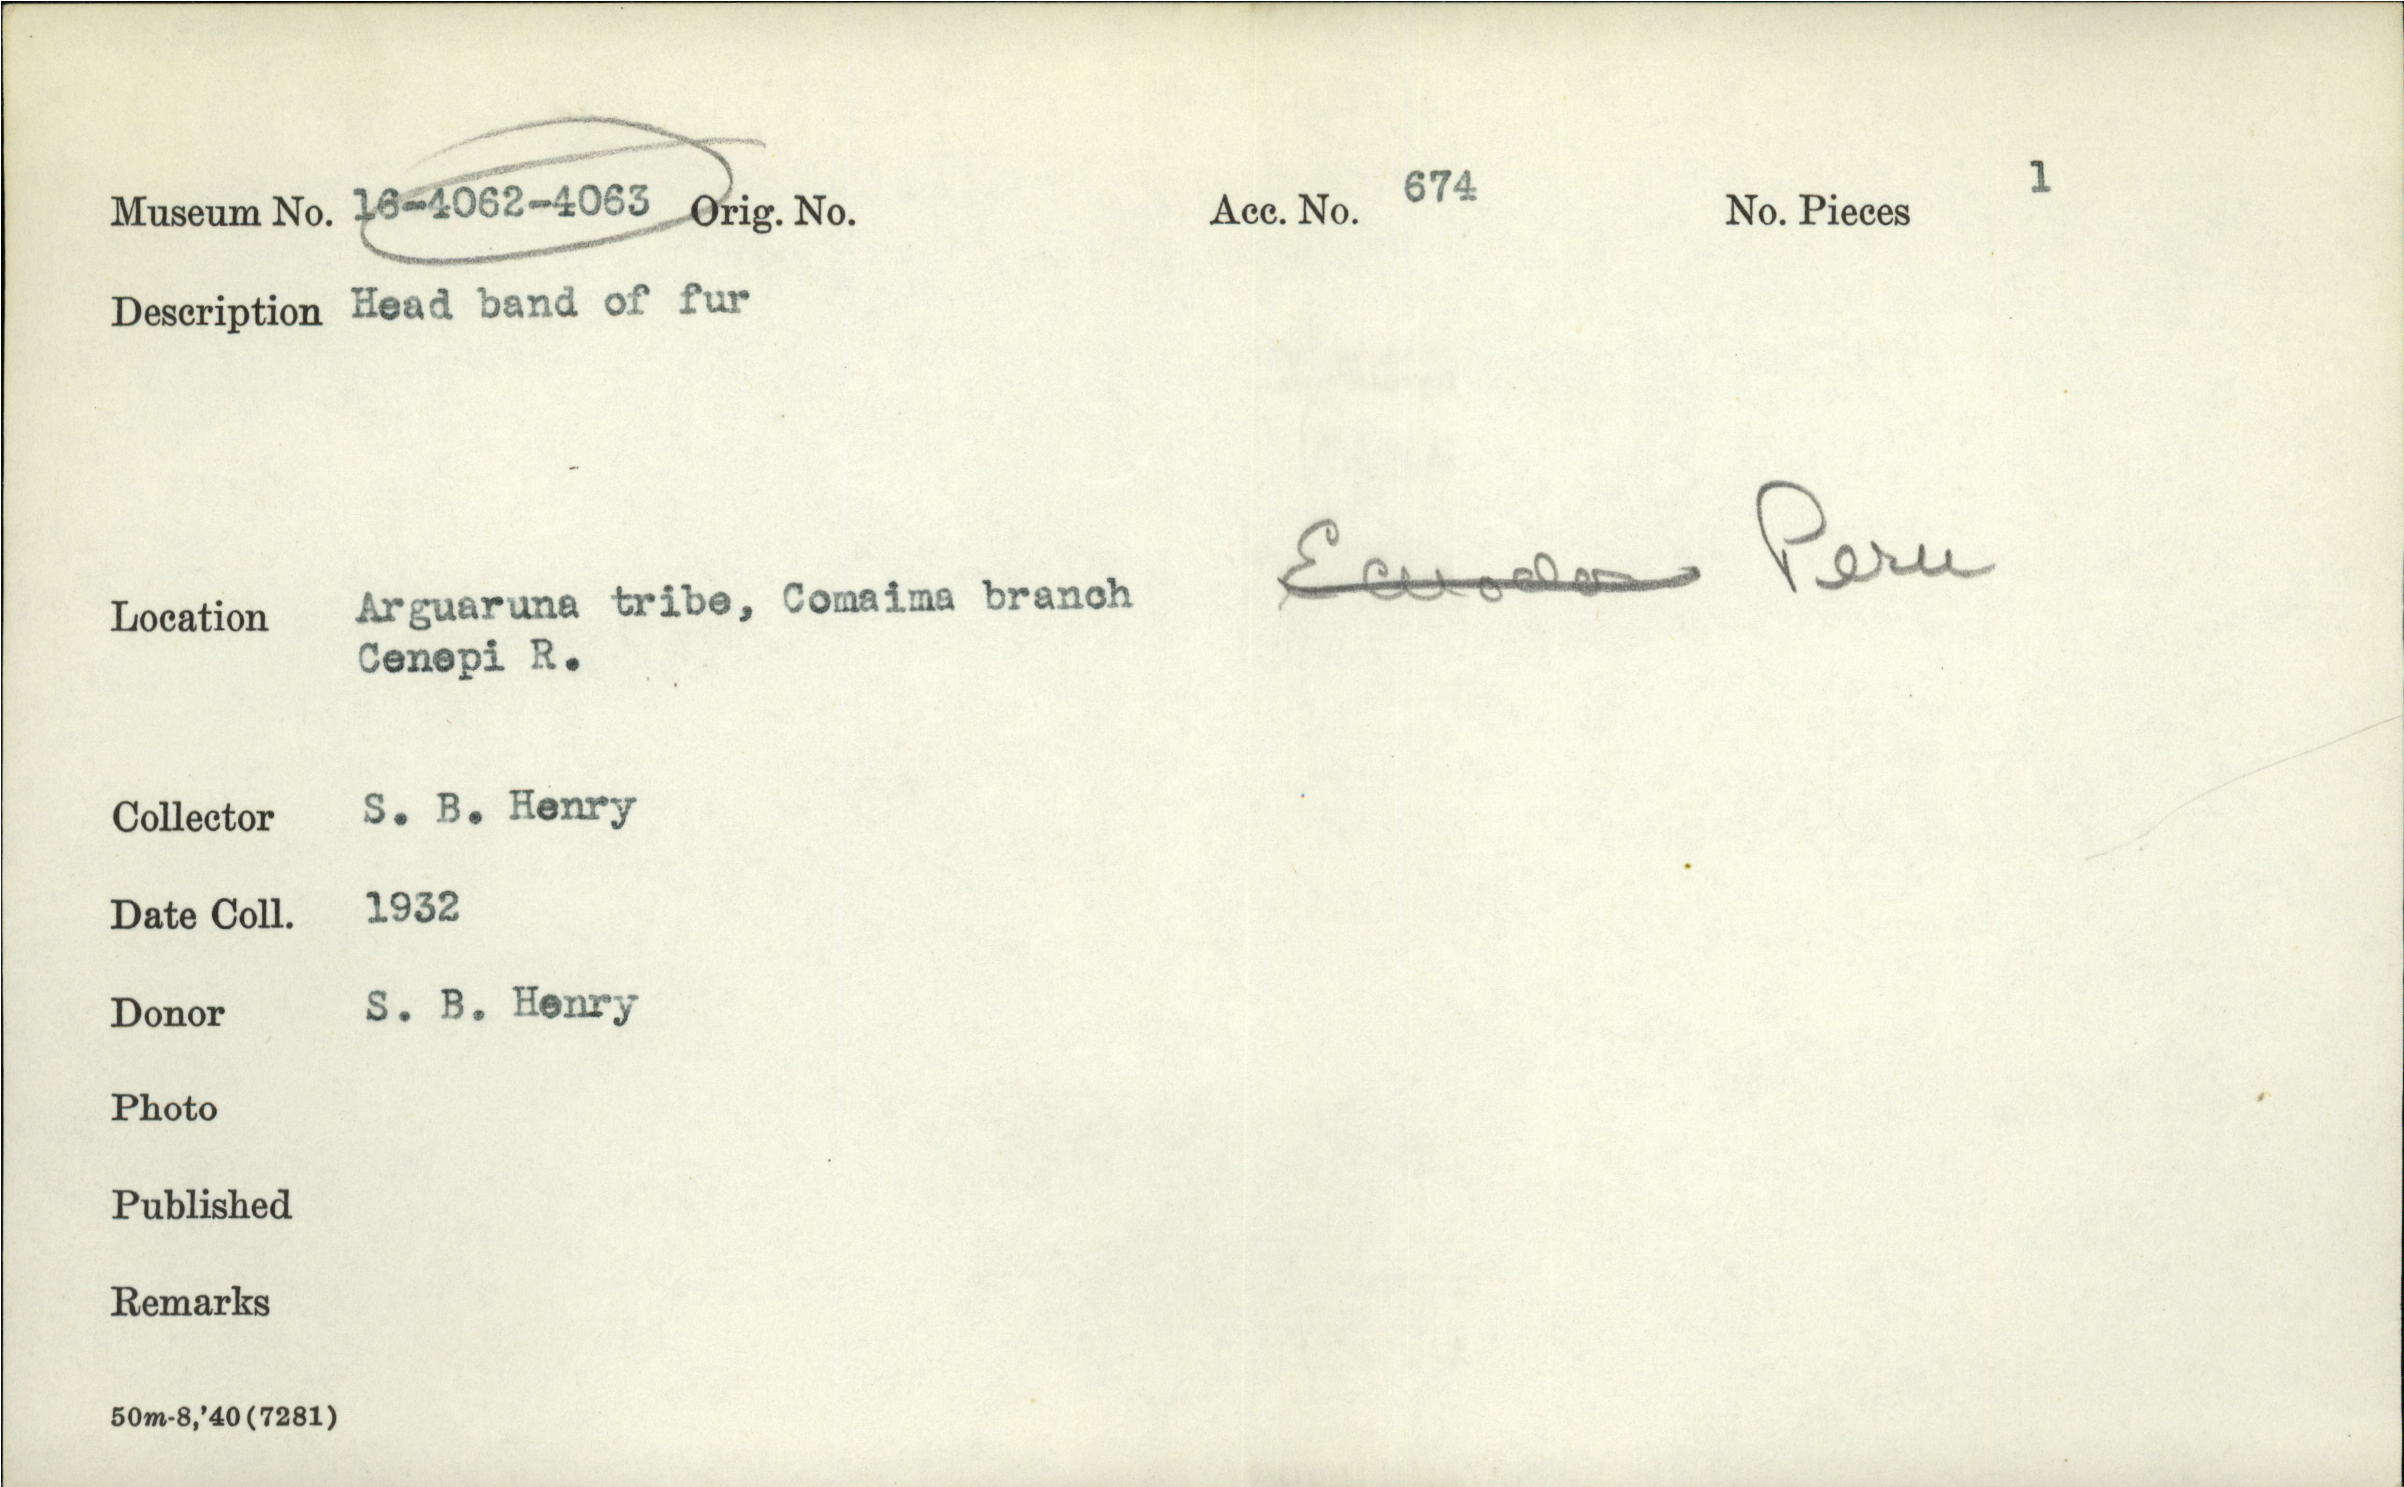 Museum No. 16-4062-4063 Orig. No. Acc. No. 674 No. Pieces 1
Description Head band of fur
Ecuador Peru
Location Arguaruna tribe, Comaima branch
Cenepi R.
Collector S. B. Henry
Date Coll. 1932
Donor S. B. Henry
Photo
Published
Remarks
50m-8,'40(7281)